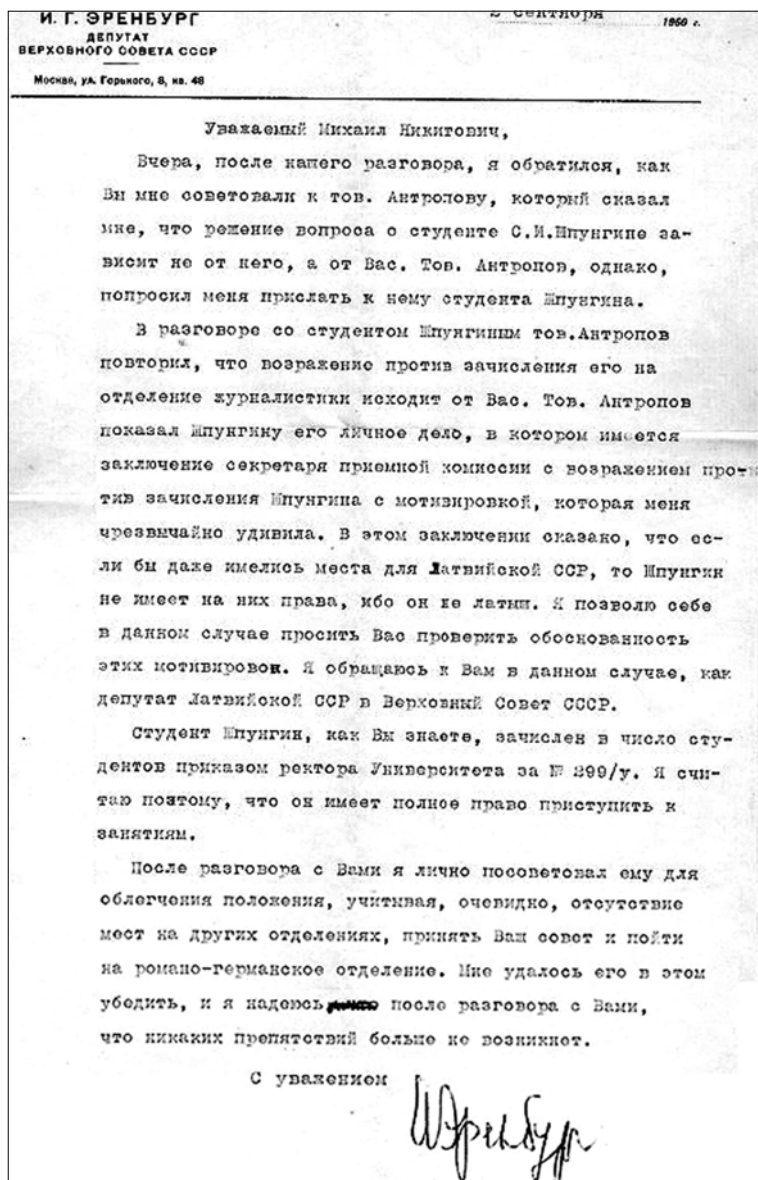 И. Г. ЭРЕНБУРГ
ДЕПУТАТ
ВЕРХОВНОГО СОВЕТА СССР
Москва, ул. Горького, 8, кв. 48
2 сентября 1950 г.
Уважаемый Михаил Никитович,
Вчера, после нашего разговора, я обратился, как
Вы мне советовали к тов. Антропову, который сказал
мне, что решение вопроса о студенте С.И.Шпунгине за-
висит не от него, а от Вас. Тов. Антропов, однако,
попросил меня прислать к нему студента Шпунгина.
В разговоре со студентом Шпунгиным тов.Антропов
повторил, что возражение против зачисления его на
отделение журналистики исходит от Вас. Тов. Антропов
показал Шпунгину его личное дело, в котором имеется
заключение секретаря приемной комиссии с возражением про-
тив зачисления Шпунгина с мотивировкой, которая меня
чрезвычайно удивила. В этом заключении сказано, что ес-
ли бы даже имелись места для Латвийской ССР, то Шпунгин
не имеет на них права, ибо он не латыш. Я позволю себе
в данном случае просить Вас проверить обоснованность
этих мотивировок. Я обращаюсь к Вам в данном случае, как
депутат Латвийской ССР в Верховный Совет СССР.
Студент Шпунгин, как Вы знаете, зачислен в число сту-
дентов приказом ректора Университета за № 299/у. Я счи-
таю поэтому, что он имеет полное право приступить к
занятиям.
После разговора с Вами я лично посоветовал ему для
облегчения положения, учитывая, очевидно, отсутствие
мест на других отделениях, принять Ваш совет и пойти
на романо-германское отделение. Мне удалось его в этом
убедить, и я надеюсь после разговора с Вами,
что никаких препятствий больше не возникнет.
С уважением
ИЭренбург